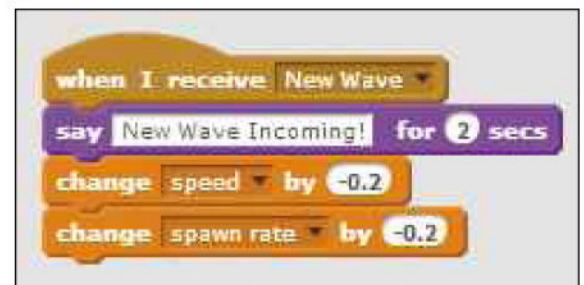 when I receive New Wave
say New Wave Incoming! for 2 secs
change speed by -0.2
change spawn rate by -0.2